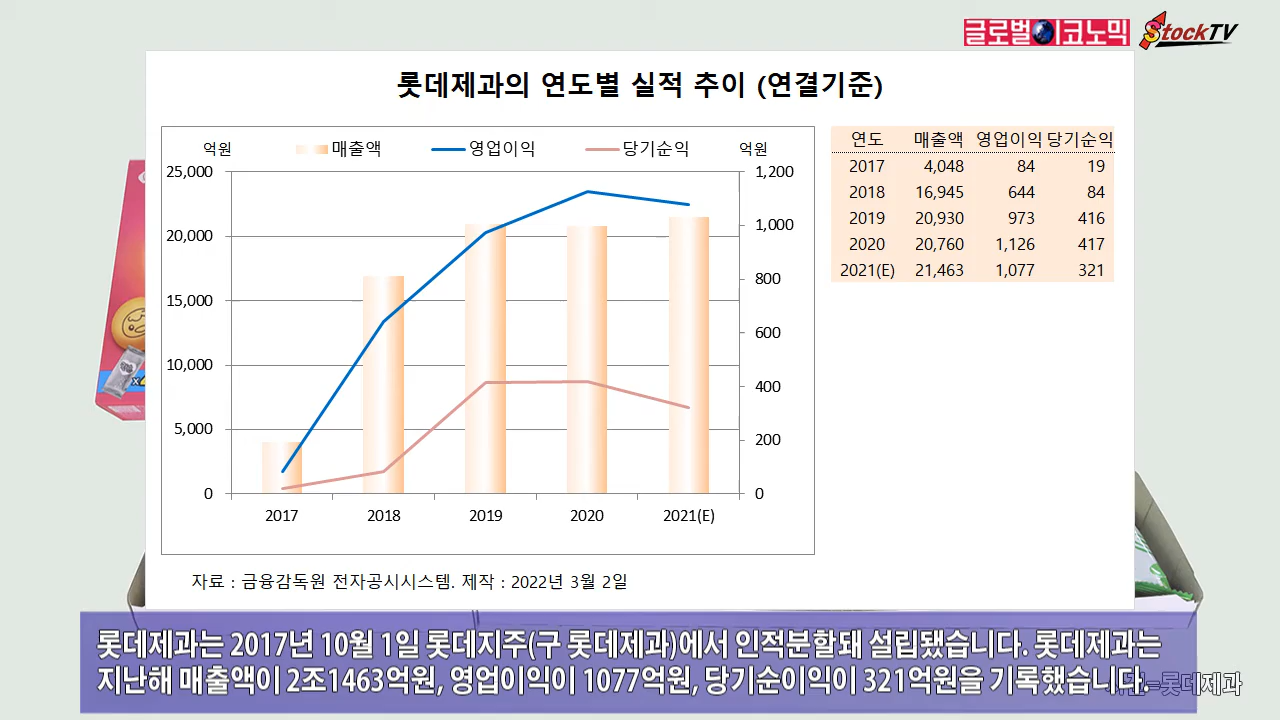 글로벌이코노믹 StockTV
롯데제과의 연도별 실적 추이 (연결기준)
억원 매출액 영업이익 당기순익 억원
25,000 1,200
20,000 1,000
15,000 800
10,000 600
5,000 400
0 200
0
2017 2018 2019 2020 2021(E)
연도 매출액 영업이익 당기순익
2017 4,048 84 19
2018 16,945 644 84
2019 20,930 973 416
2020 20,760 1,126 417
2021(E) 21,463 1,077 321
자료 : 금융감독원 전자공시시스템. 제작 : 2022년 3월 2일
롯데제과는 2017년 10월 1일 롯데지주(구 롯데제과)에서 인적분할돼 설립됐습니다. 롯데제과는
지난해 매출액이 2조1463억원, 영업이익이 1077억원, 당기순이익이 321억원을 기록했습니다.
=롯데제과